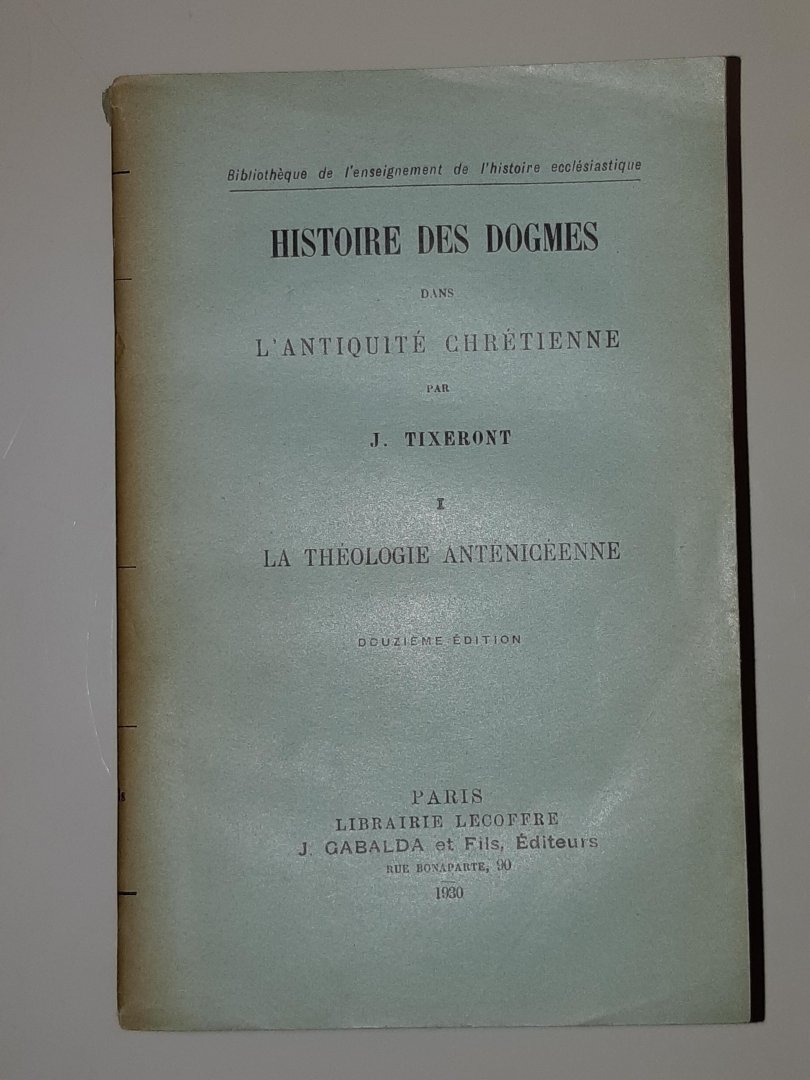 Bibliothèque de l'enseignement de l'histoire ecclésiastique
HISTOIRE DES DOGMES
DANS
L'ANTIQUITÉ CHRÉTIENNE
PAR
J. TIXERONT
I
LA THÉOLOGIE ANTÉNICÉENNE
DOUZIÈME ÉDITION
PARIS
LIBRAIRIE LECOFFRE
J. GABALDA et Fils, Éditeurs
RUE BONAPARTE, 90
1930